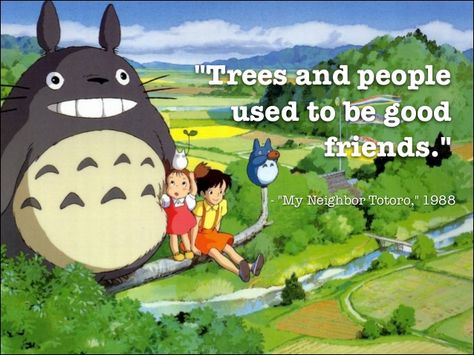 "Trees and people
used to be good
friends."
- "My Neighbor Totoro," 1988